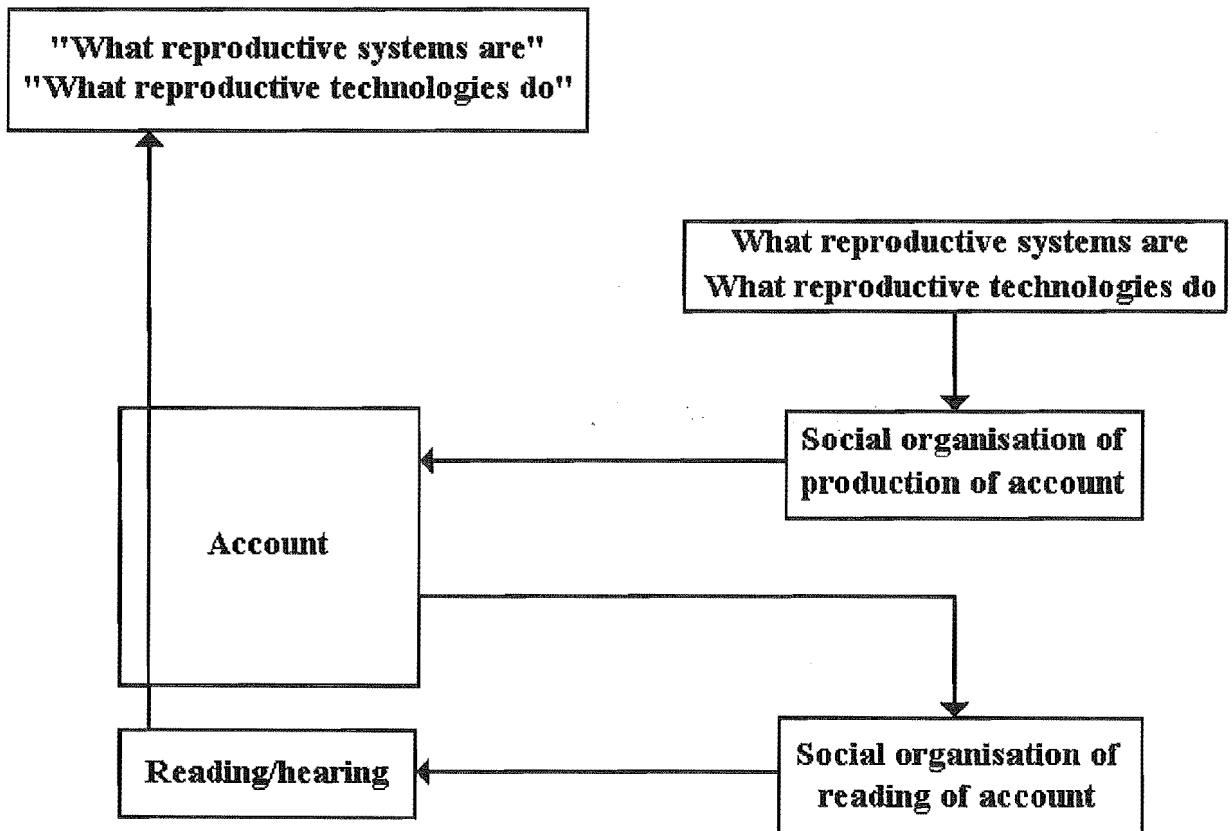 "What reproductive systems are"
"What reproductive technologies do"
What reproductive systems are
What reproductive technologies do
Social organisation of
production of account
Account
Reading/hearing
Social organisation of
reading of account